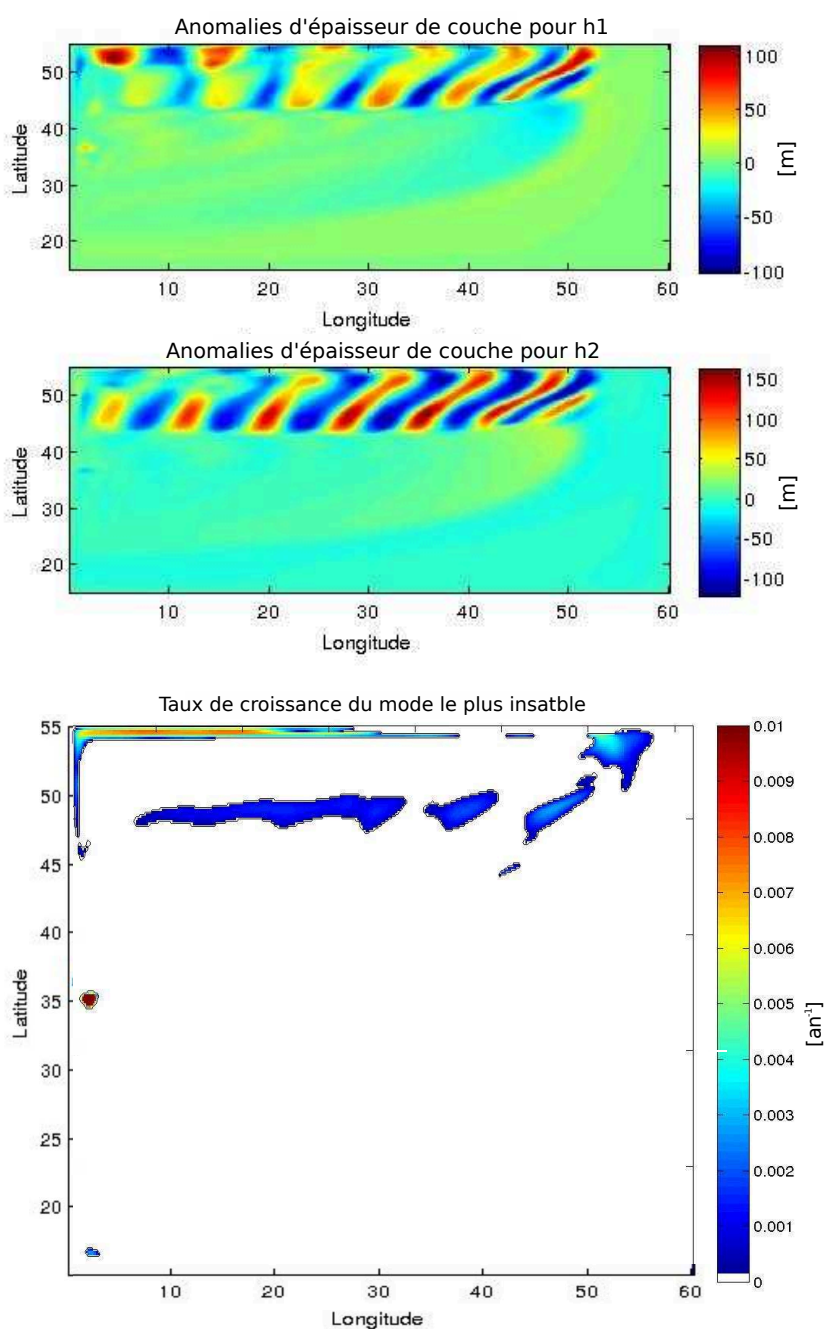 Anomalies d'épaisseur de couche pour h1
Latitude
50
40
30
20
10 20 30 40 50 60
Longitude
100
50
0
-50
-100
[m]
Anomalies d'épaisseur de couche pour h2
Latitude
50
40
30
20
10 20 30 40 50 60
Longitude
150
100
50
0
-50
-100
[m]
Taux de croissance du mode le plus insatble
Latitude
55
50
45
40
35
30
25
20
10 20 30 40 50 60
Longitude
0.01
0.009
0.008
0.007
0.006
0.005
0.004
0.003
0.002
0.001
0
[an⁻¹]